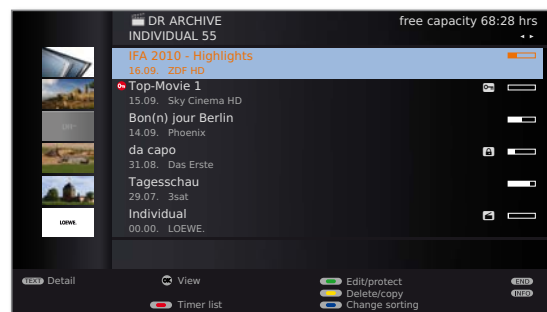 DR ARCHIVE
free capacity 68:28 hrs
INDIVIDUAL 55
IFA 2010 - Highlights
16.09. ZDF HD
Top-Movie 1
15.09. Sky Cinema HD
Bon(n) jour Berlin
14.09. Phoenix
da capo
31.08. Das Erste
Tagesschau
29.07. 3sat
Individual
00.00. LOEWE.
LOEWE.
TEXT Detail
OK View
Edit/protect
END
Delete/copy
INFO
Timer list
Change sorting